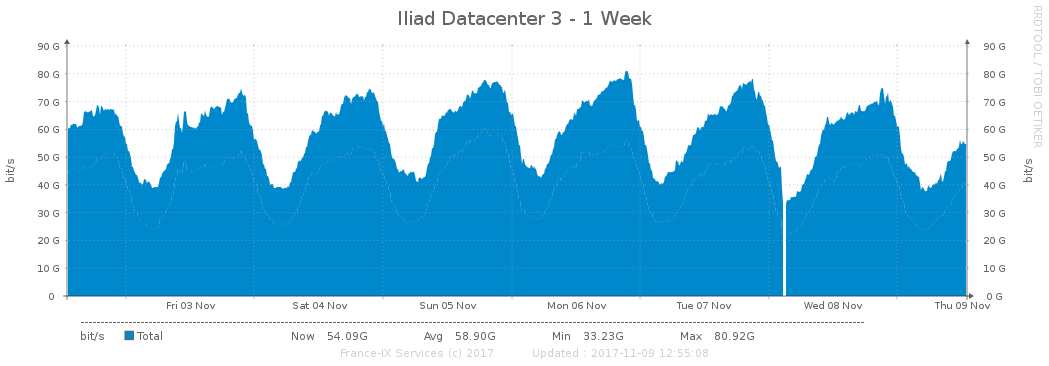 Iliad Datacenter 3 - 1 Week
RRDTOOL / TOBI OETIKER
90 G 90 G
80 G 80 G
70 G 70 G
60 G 60 G
50 G 50 G
40 G 40 G
30 G 30 G
20 G 20 G
10 G 10 G
0 0 G
bit/s
bit/s
Fri 03 Nov Sat 04 Nov Sun 05 Nov Mon 06 Nov Tue 07 Nov Wed 08 Nov Thu 09 Nov
bit/s Total Now 54.09G Avg 58.90G Min 33.23G Max 80.92G
France-IX Services (c) 2017 Updated : 2017-11-09 12:55:08